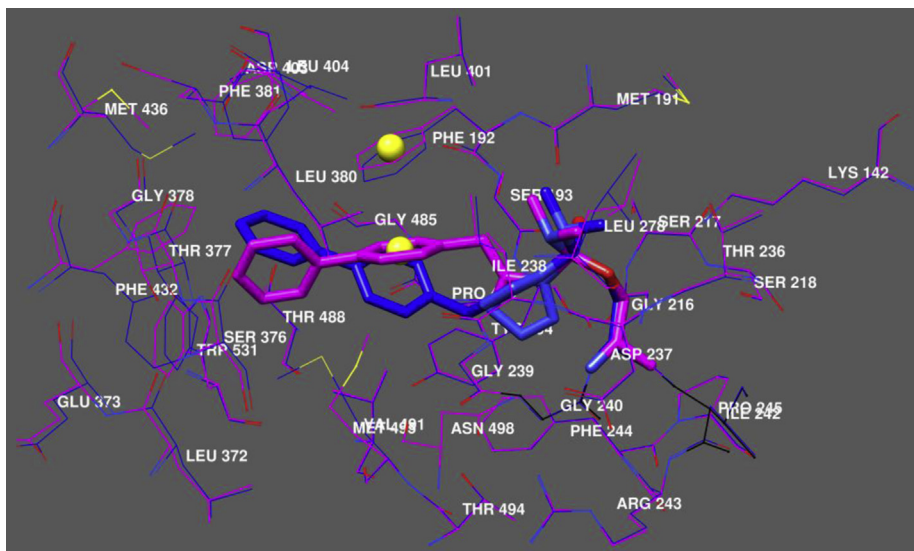 LEU 404
PHE 381
LEU 401
MET 191
MET 436
PHE 192
LYS 142
LEU 380
GLY 378
GLY 485
LEU 278
SER 217
THR 377
ILE 238
THR 236
PHE 432
SER 218
GLY 216
THR 488
SER 376
TRP 531
ASP 237
GLY 239
GLU 373
GLY 240
ASN 498
PHE 244
LEU 372
THR 494
ARG 243